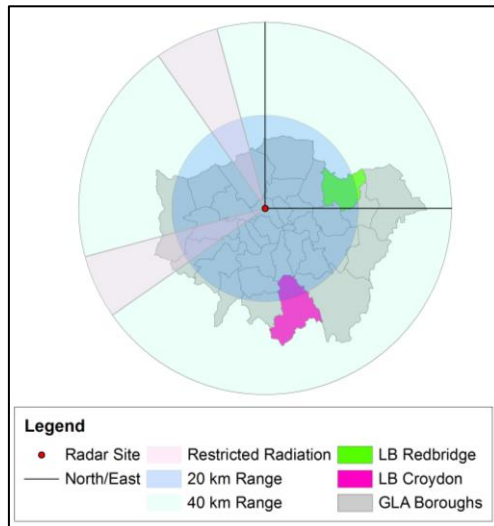 Legend
Radar Site
North/East
Restricted Radiation
20 km Range
40 km Range
LB Redbridge
LB Croydon
GLA Boroughs